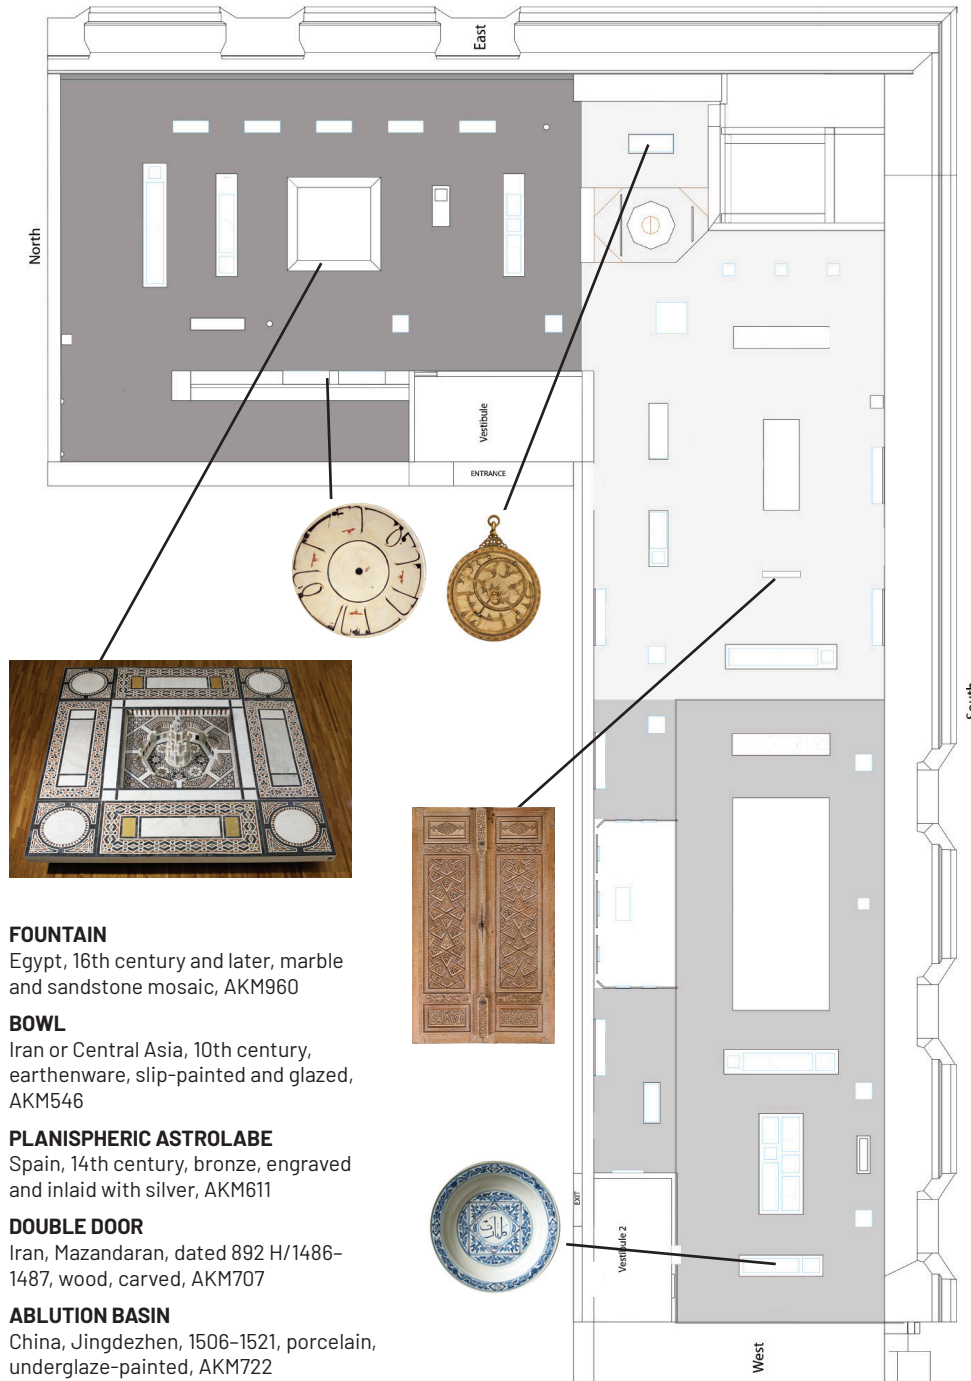 East
North
Vestibule
ENTRANCE
South
FOUNTAIN
Egypt, 16th century and later, marble
and sandstone mosaic, AKM960
BOWL
Iran or Central Asia, 10th century,
earthenware, slip-painted and glazed,
AKM546
PLANISPHERIC ASTROLABE
Spain, 14th century, bronze, engraved
and inlaid with silver, AKM611
DOUBLE DOOR
Iran, Mazandaran, dated 892 H/1486–
1487, wood, carved, AKM707
ABLUTION BASIN
China, Jingdezhen, 1506–1521, porcelain,
underglaze-painted, AKM722
EXIT
Vestibule 2
West